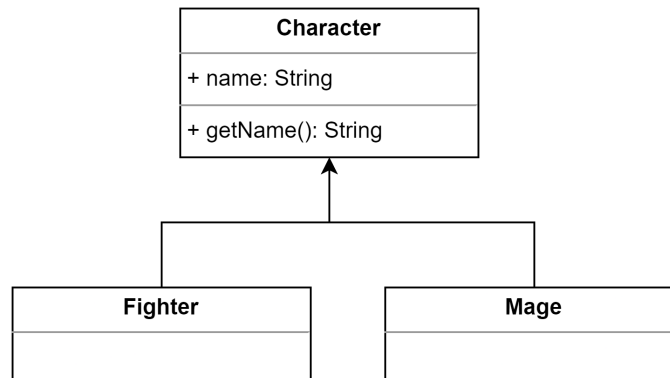 Character
+ name: String
+ getName(): String
Fighter
Mage